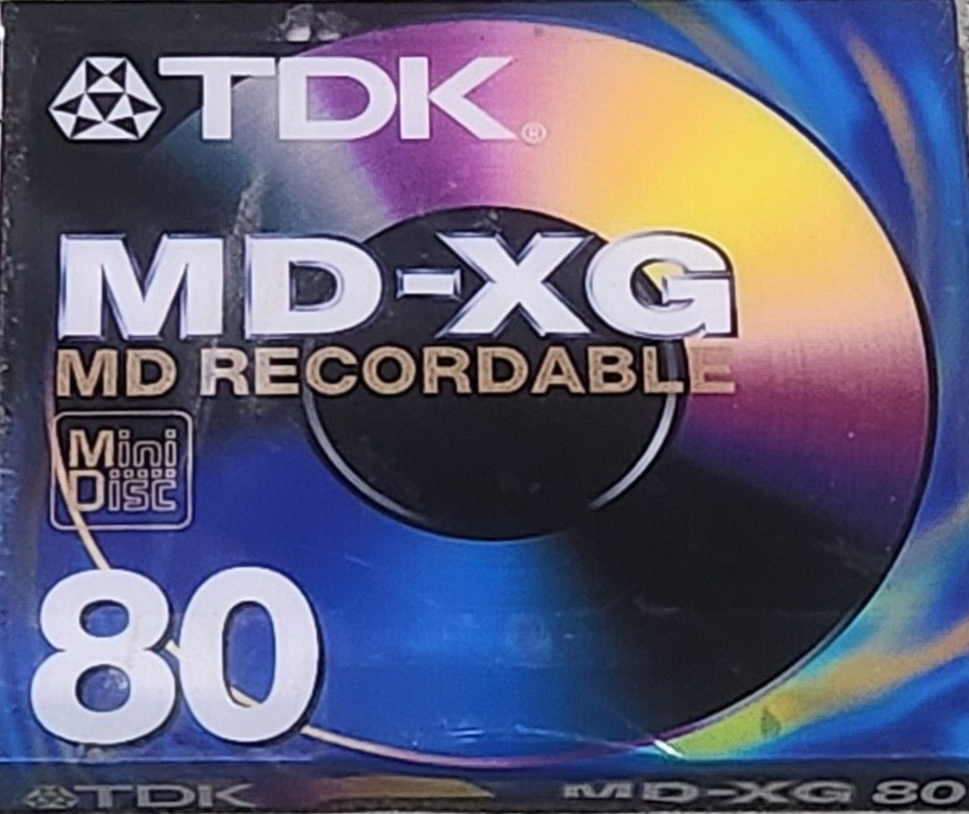 TDK®
MD-XG
MD RECORDABLE
Mini
Disc
80
TDK MD-XG 80